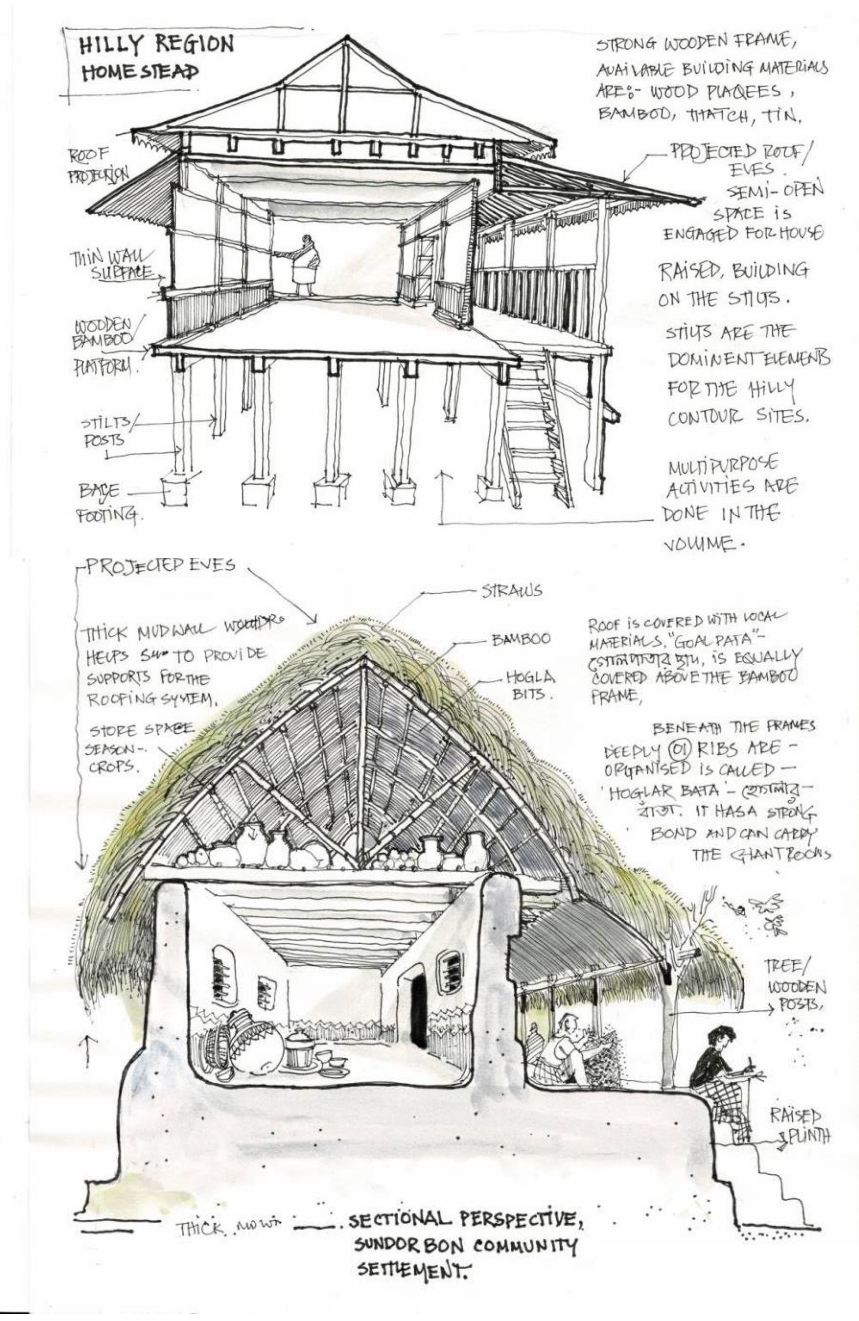 HILLY REGION
HOMESTEAD
STRONG WOODEN FRAME,
AVAILABLE BUILDING MATERIALS
ARE:- WOOD PLAQEES,
BAMBOO, THATCH, TIN.
ROOF
PROJECTION
PROJECTED ROOF/
EVES.
SEMI-OPEN
SPACE IS
ENGAGED FOR HOUSE
THIN WALL
SURFACE
RAISED, BUILDING
ON THE STILTS.
WOODEN/
BAMBOO
PLATFORM.
STILTS ARE THE
DOMINENT ELEMENTS
FOR THE HILLY
CONTOUR SITES.
STILTS/
POSTS
BASE
FOOTING.
MULTIPURPOSE
ACTIVITIES ARE
DONE IN THE
VOLUME.
PROJECTED EVES
STRAWS
THICK MUDWALL
HELPS TO PROVIDE
SUPPORTS FOR THE
ROOFING SYSTEM.
BAMBOO
HOGLA
BITS.
ROOF IS COVERED WITH LOCAL
MATERIALS. "GOALPATA"-
IS EQUALLY
COVERED ABOVE THE BAMBOO
FRAME,
STORE SPACE
SEASON-
CROPS.
BENEATH THE FRAMES
DEEPLY 01 RIBS ARE -
ORGANISED IS CALLED -
'HOGLAR BATA' -
IT HAS A STRONG
BOND AND CAN CARRY
THE GIANT
TREE/
WOODEN
POSTS,
RAISED
PLINTH
THICK
SECTIONAL PERSPECTIVE,
SUNDORBON COMMUNITY
SETTLEMENT.